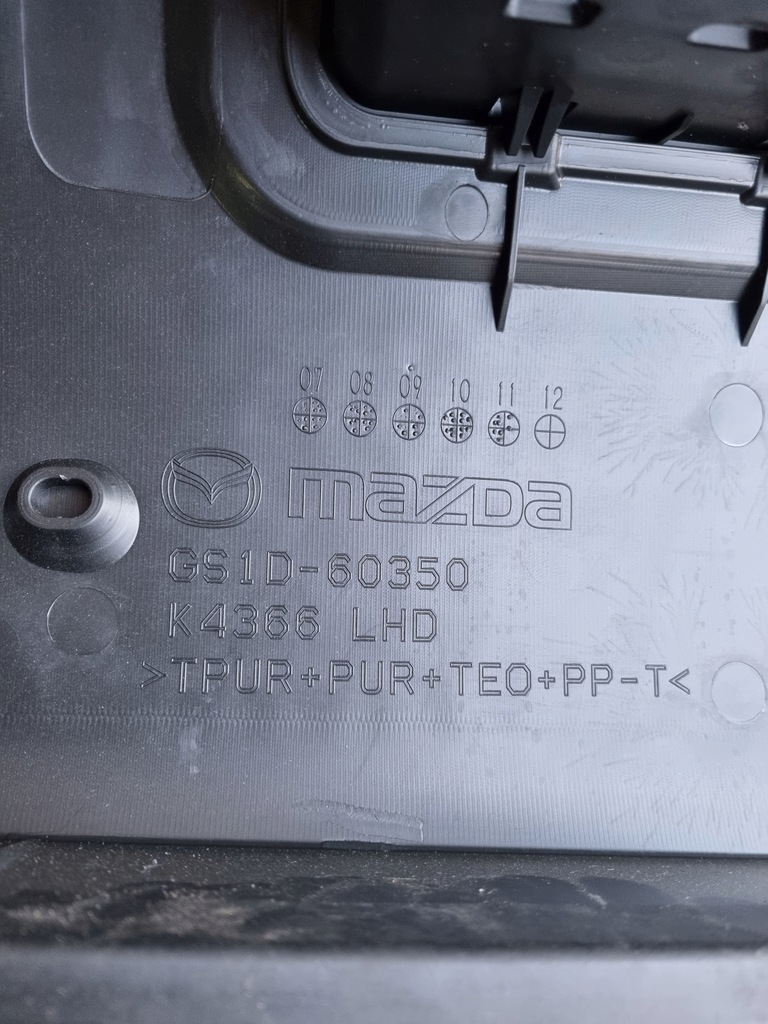 07 08 09 10 11 12
mazda
GS1D-60350
K4366 LHD
>TPUR+PUR+TEO+PP-T<